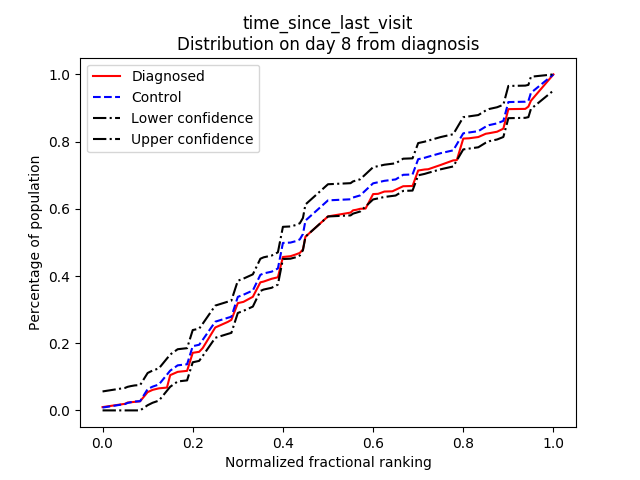 time_since_last_visit
Distribution on day 8 from diagnosis
Diagnosed
Control
Lower confidence
Upper confidence
Percentage of population
1.0
0.8
0.6
0.4
0.2
0.0
0.0 0.2 0.4 0.6 0.8 1.0
Normalized fractional ranking